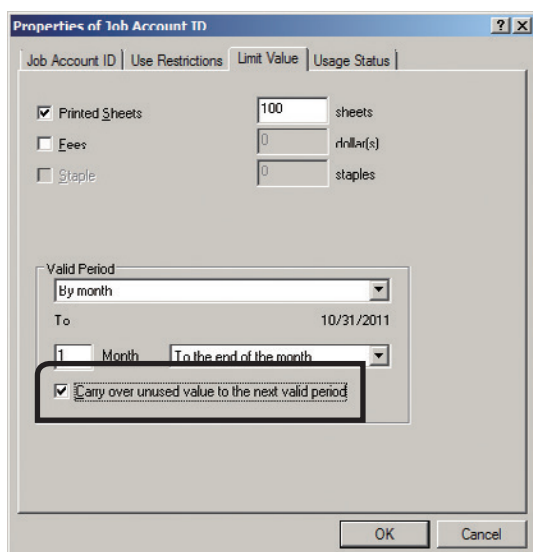 Properties of Job Account ID
Job Account ID Use Restrictions Limit Value Usage Status
Printed Sheets 100 sheets
Fees 0 dollar(s)
Staple 0 staples
Valid Period
By month
To 10/31/2011
1 Month To the end of the month
Carry over unused value to the next valid period
OK Cancel